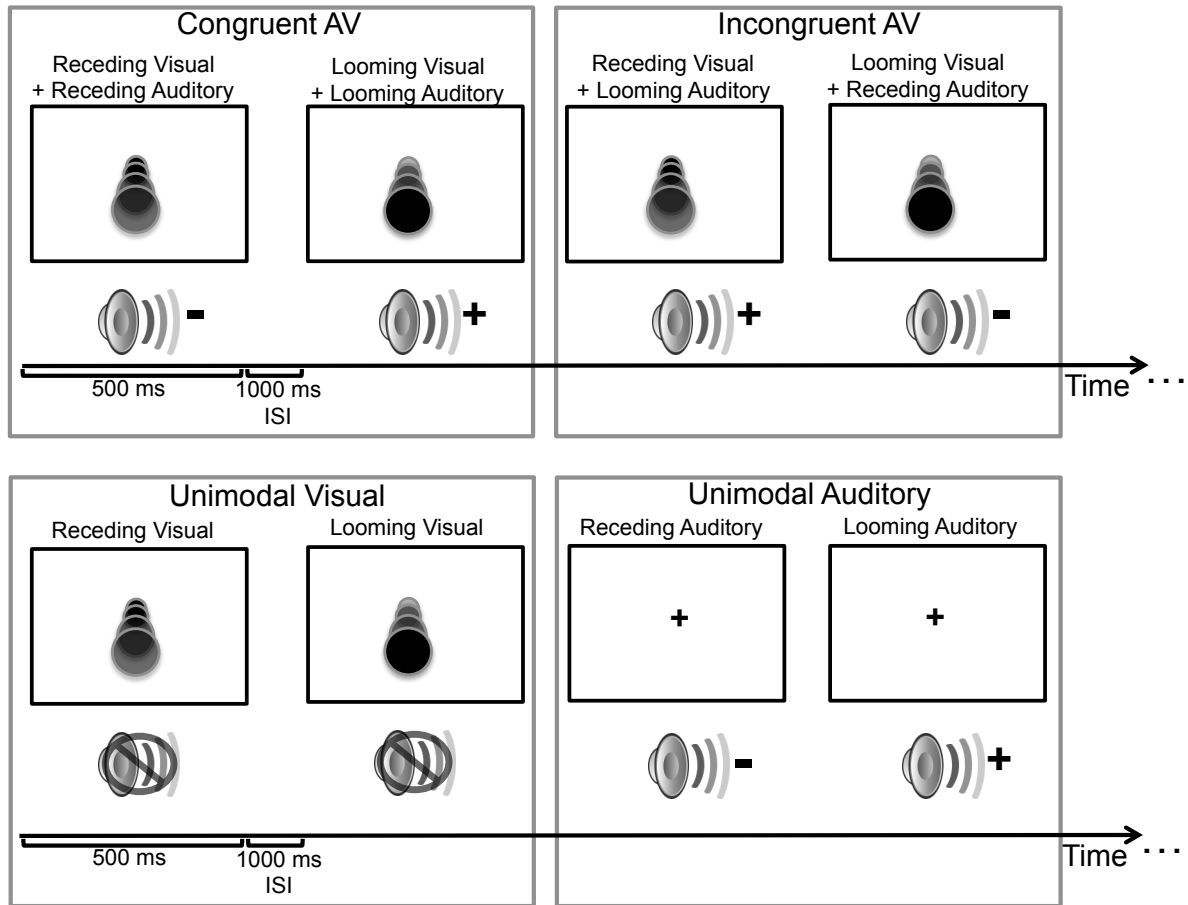 Congruent AV
Receding Visual
+ Receding Auditory
Looming Visual
+ Looming Auditory
-
+
500 ms
1000 ms
ISI
Incongruent AV
Receding Visual
+ Looming Auditory
Looming Visual
+ Receding Auditory
+
-
Time ...
Unimodal Visual
Receding Visual
Looming Visual
500 ms
1000 ms
ISI
Unimodal Auditory
Receding Auditory
Looming Auditory
+
+
-
+
Time ...